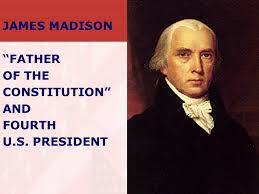 JAMES MADISON
“FATHER
OF THE
CONSTITUTION”
AND
FOURTH
U.S. PRESIDENT